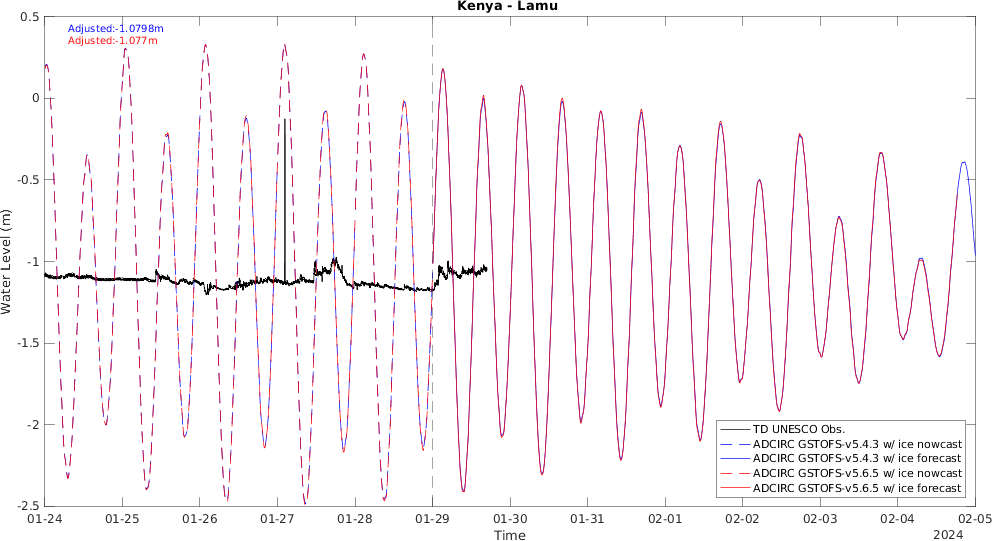 Kenya - Lamu
Adjusted:-1.0798m
Adjusted:-1.077m
0.5
0
-0.5
-1
-1.5
-2
-2.5
Water Level (m)
TD UNESCO Obs.
ADCIRC GSTOFS-v5.4.3 w/ ice nowcast
ADCIRC GSTOFS-v5.4.3 w/ ice forecast
ADCIRC GSTOFS-v5.6.5 w/ ice nowcast
ADCIRC GSTOFS-v5.6.5 w/ ice forecast
01-24 01-25 01-26 01-27 01-28 01-29 01-30 01-31 02-01 02-02 02-03 02-04 02-05
Time
2024